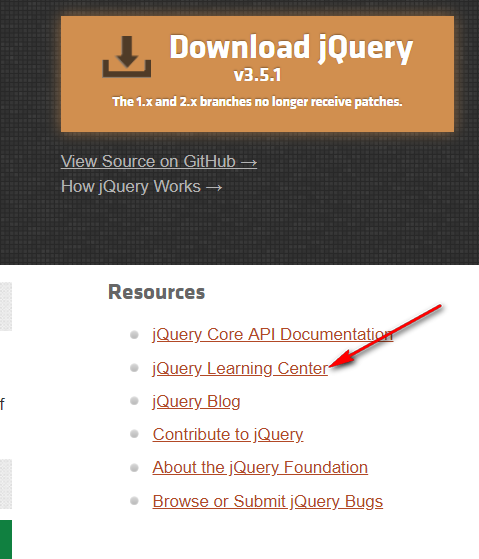 Download jQuery
v3.5.1
The 1.x and 2.x branches no longer receive patches.
View Source on GitHub →
How jQuery Works →
Resources
jQuery Core API Documentation
jQuery Learning Center
f
jQuery Blog
Contribute to jQuery
About the jQuery Foundation
Browse or Submit jQuery Bugs